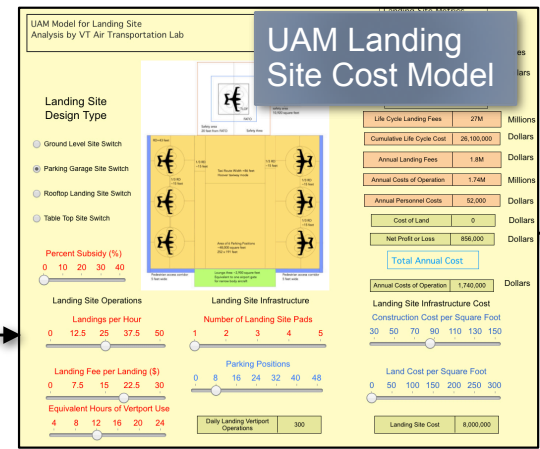 UAM Model for Landing Site
Analysis by VT Air Transportation Lab
UAM Landing
Site Cost Model
Landing Site
Design Type
Ground Level Site Switch
Parking Garage Site Switch
Rooftop Landing Site Switch
Table Top Site Switch
Percent Subsidy (%)
0 10 20 30 40
Life Cycle Landing Fees 27M Millions
Cumulative Life Cycle Cost 26,100,000 Dollars
Annual Landing Fees 1.8M Dollars
Annual Costs of Operation 1.74M Millions
Annual Personnel Costs 52,000 Dollars
Cost of Land 0 Dollars
Net Profit or Loss 856,000 Dollars
Total Annual Cost
Annual Costs of Operation 1,740,000 Dollars
Landing Site Operations
Landings per Hour
0 12.5 25 37.5 50
Landing Fee per Landing ($)
0 7.5 15 22.5 30
Equivalent Hours of Vertport Use
4 8 12 16 20 24
Landing Site Infrastructure
Number of Landing Site Pads
1 2 3 4 5
Parking Positions
0 8 16 24 32 40 48
Daily Landing Vertiport
Operations
300
Landing Site Infrastructure Cost
Construction Cost per Square Foot
30 50 70 90 110 130 150
Land Cost per Square Foot
0 50 100 150 200 250 300
Landing Site Cost 8,000,000